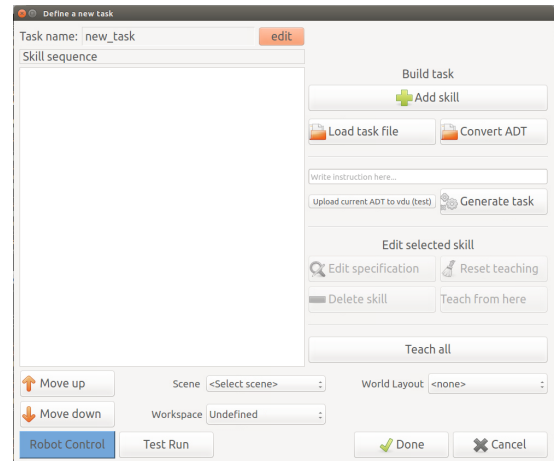 Define a new task
Task name: new_task edit
Skill sequence
Build task
Add skill
Load task file Convert ADT
Write instruction here...
Upload current ADT to vdu (test) Generate task
Edit selected skill
Edit specification Reset teaching
Delete skill Teach from here
Teach all
Move up Scene <Select scene> World Layout <none>
Move down Workspace Undefined
Robot Control Test Run Done Cancel